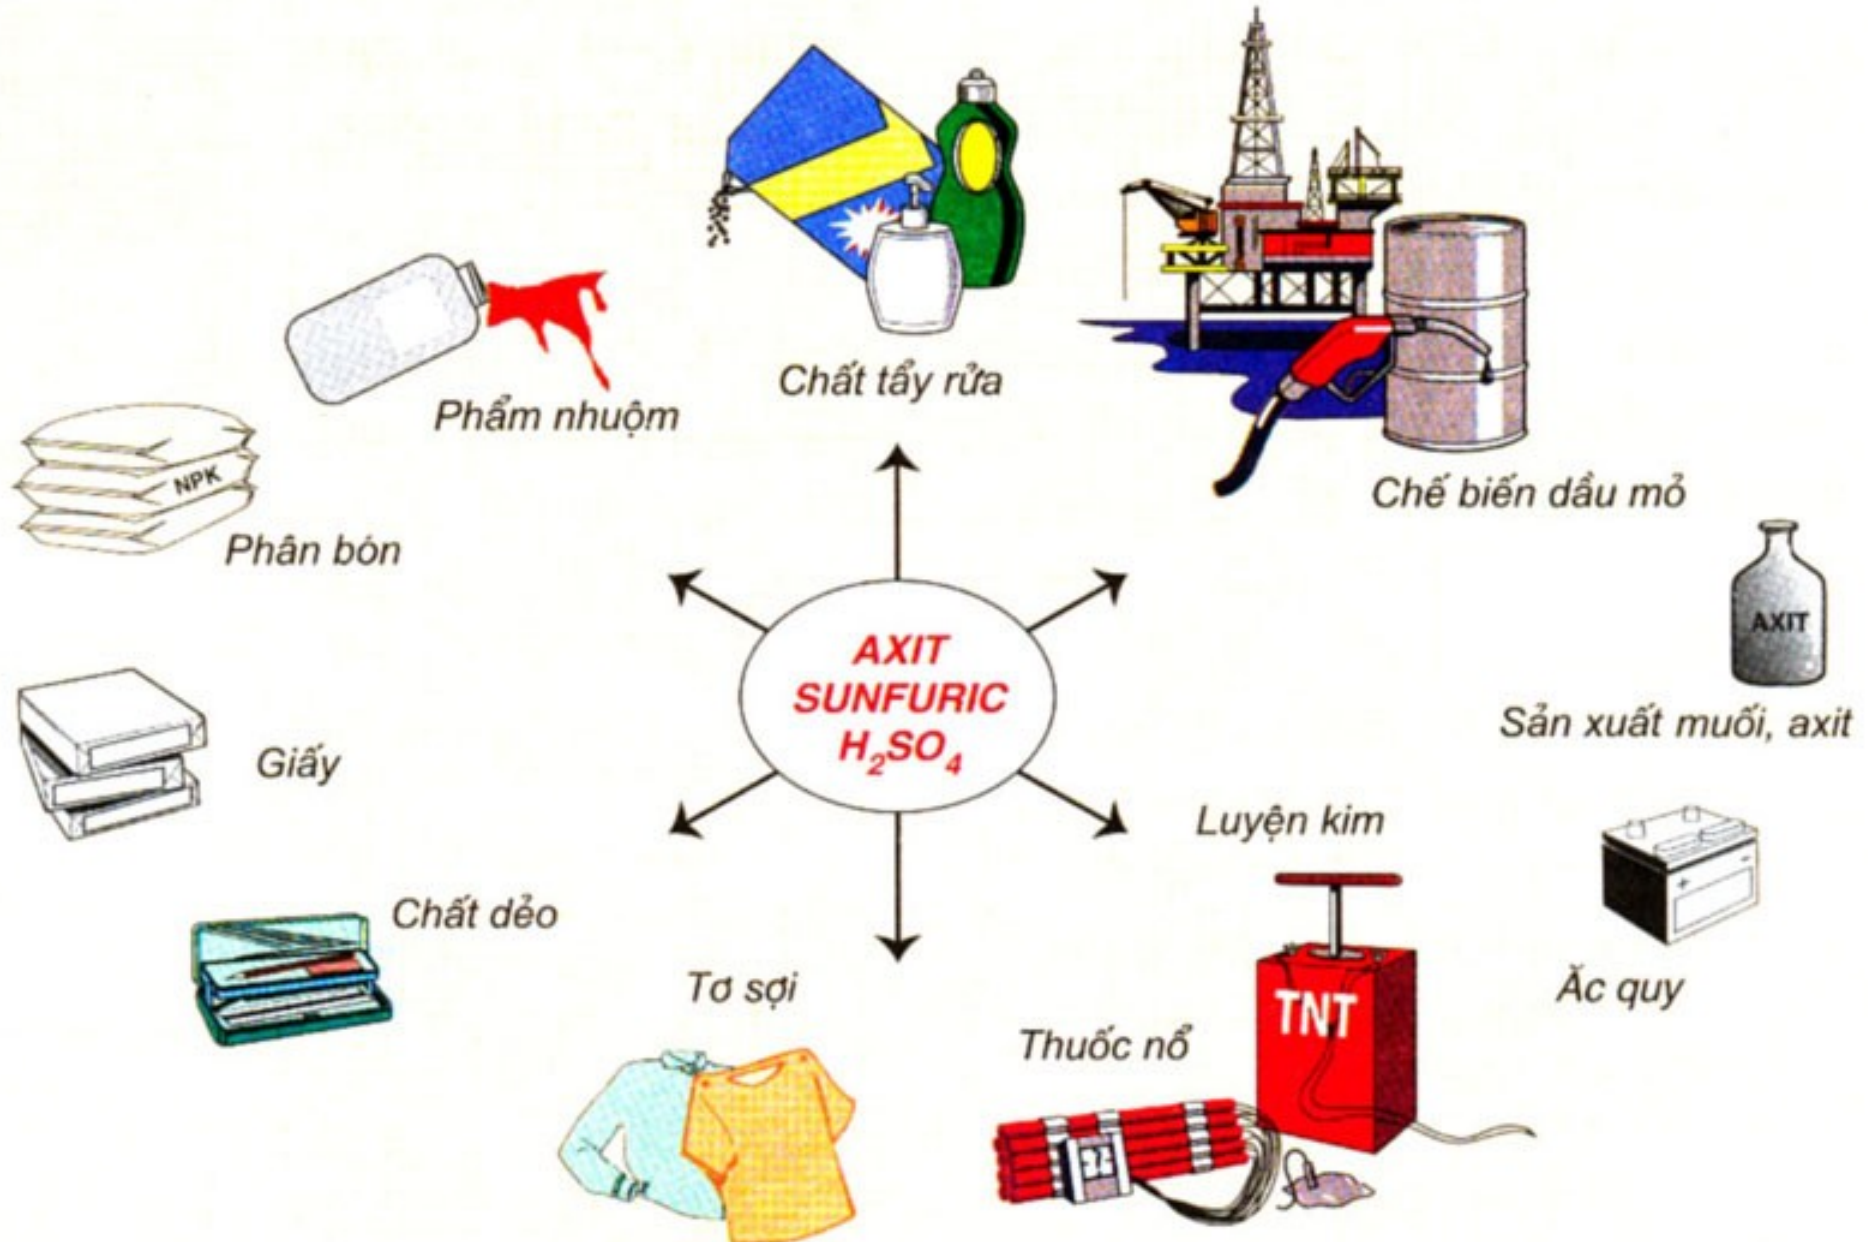 Chất tẩy rửa
Phẩm nhuộm
Chế biến dầu mỏ
NPK
Phân bón
AXIT
Sản xuất muối, axit
AXIT
SUNFURIC
H₂SO₄
Giấy
Luyện kim
Chất dẻo
Tơ sợi
Ắc quy
TNT
Thuốc nổ